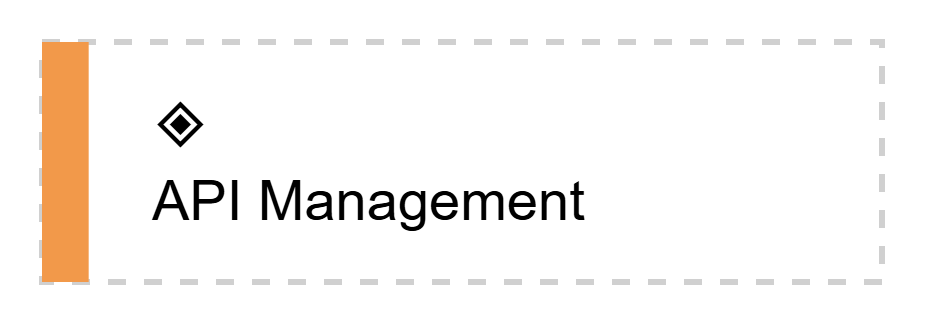 ◈
API Management